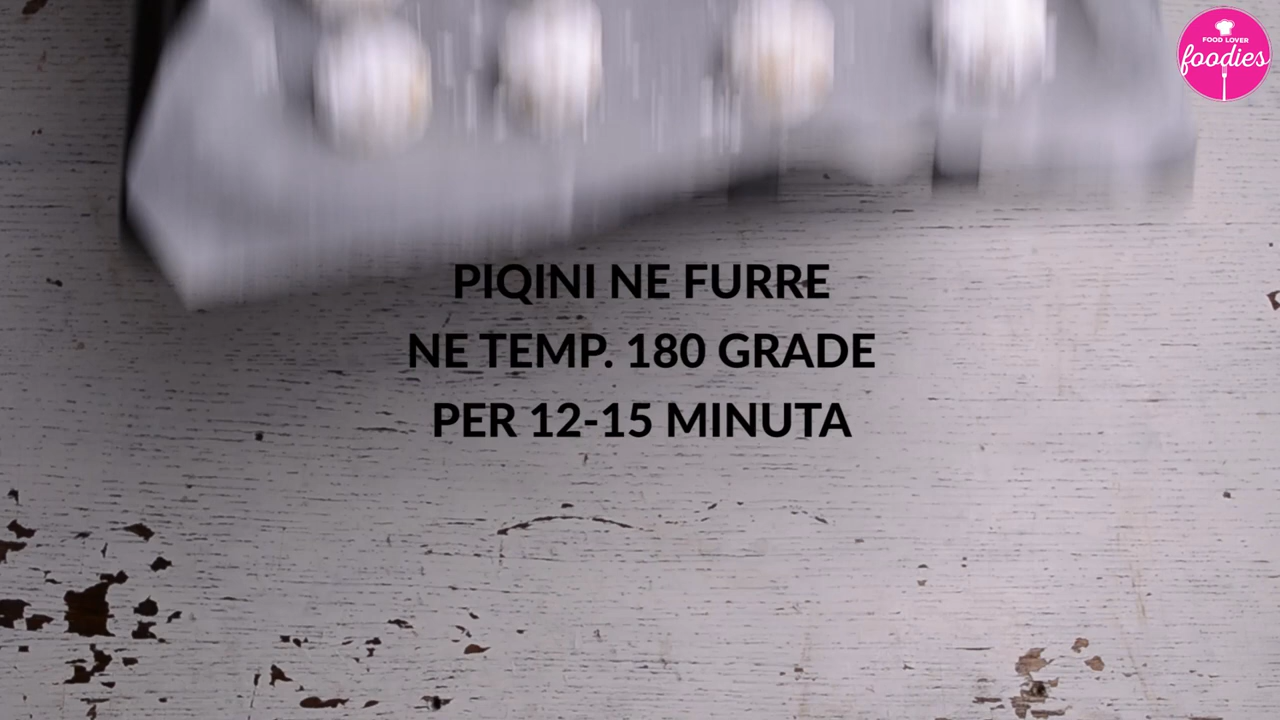 FOOD LOVER
foodies
PIQINI NE FURRE
NE TEMP. 180 GRADE
PER 12-15 MINUTA